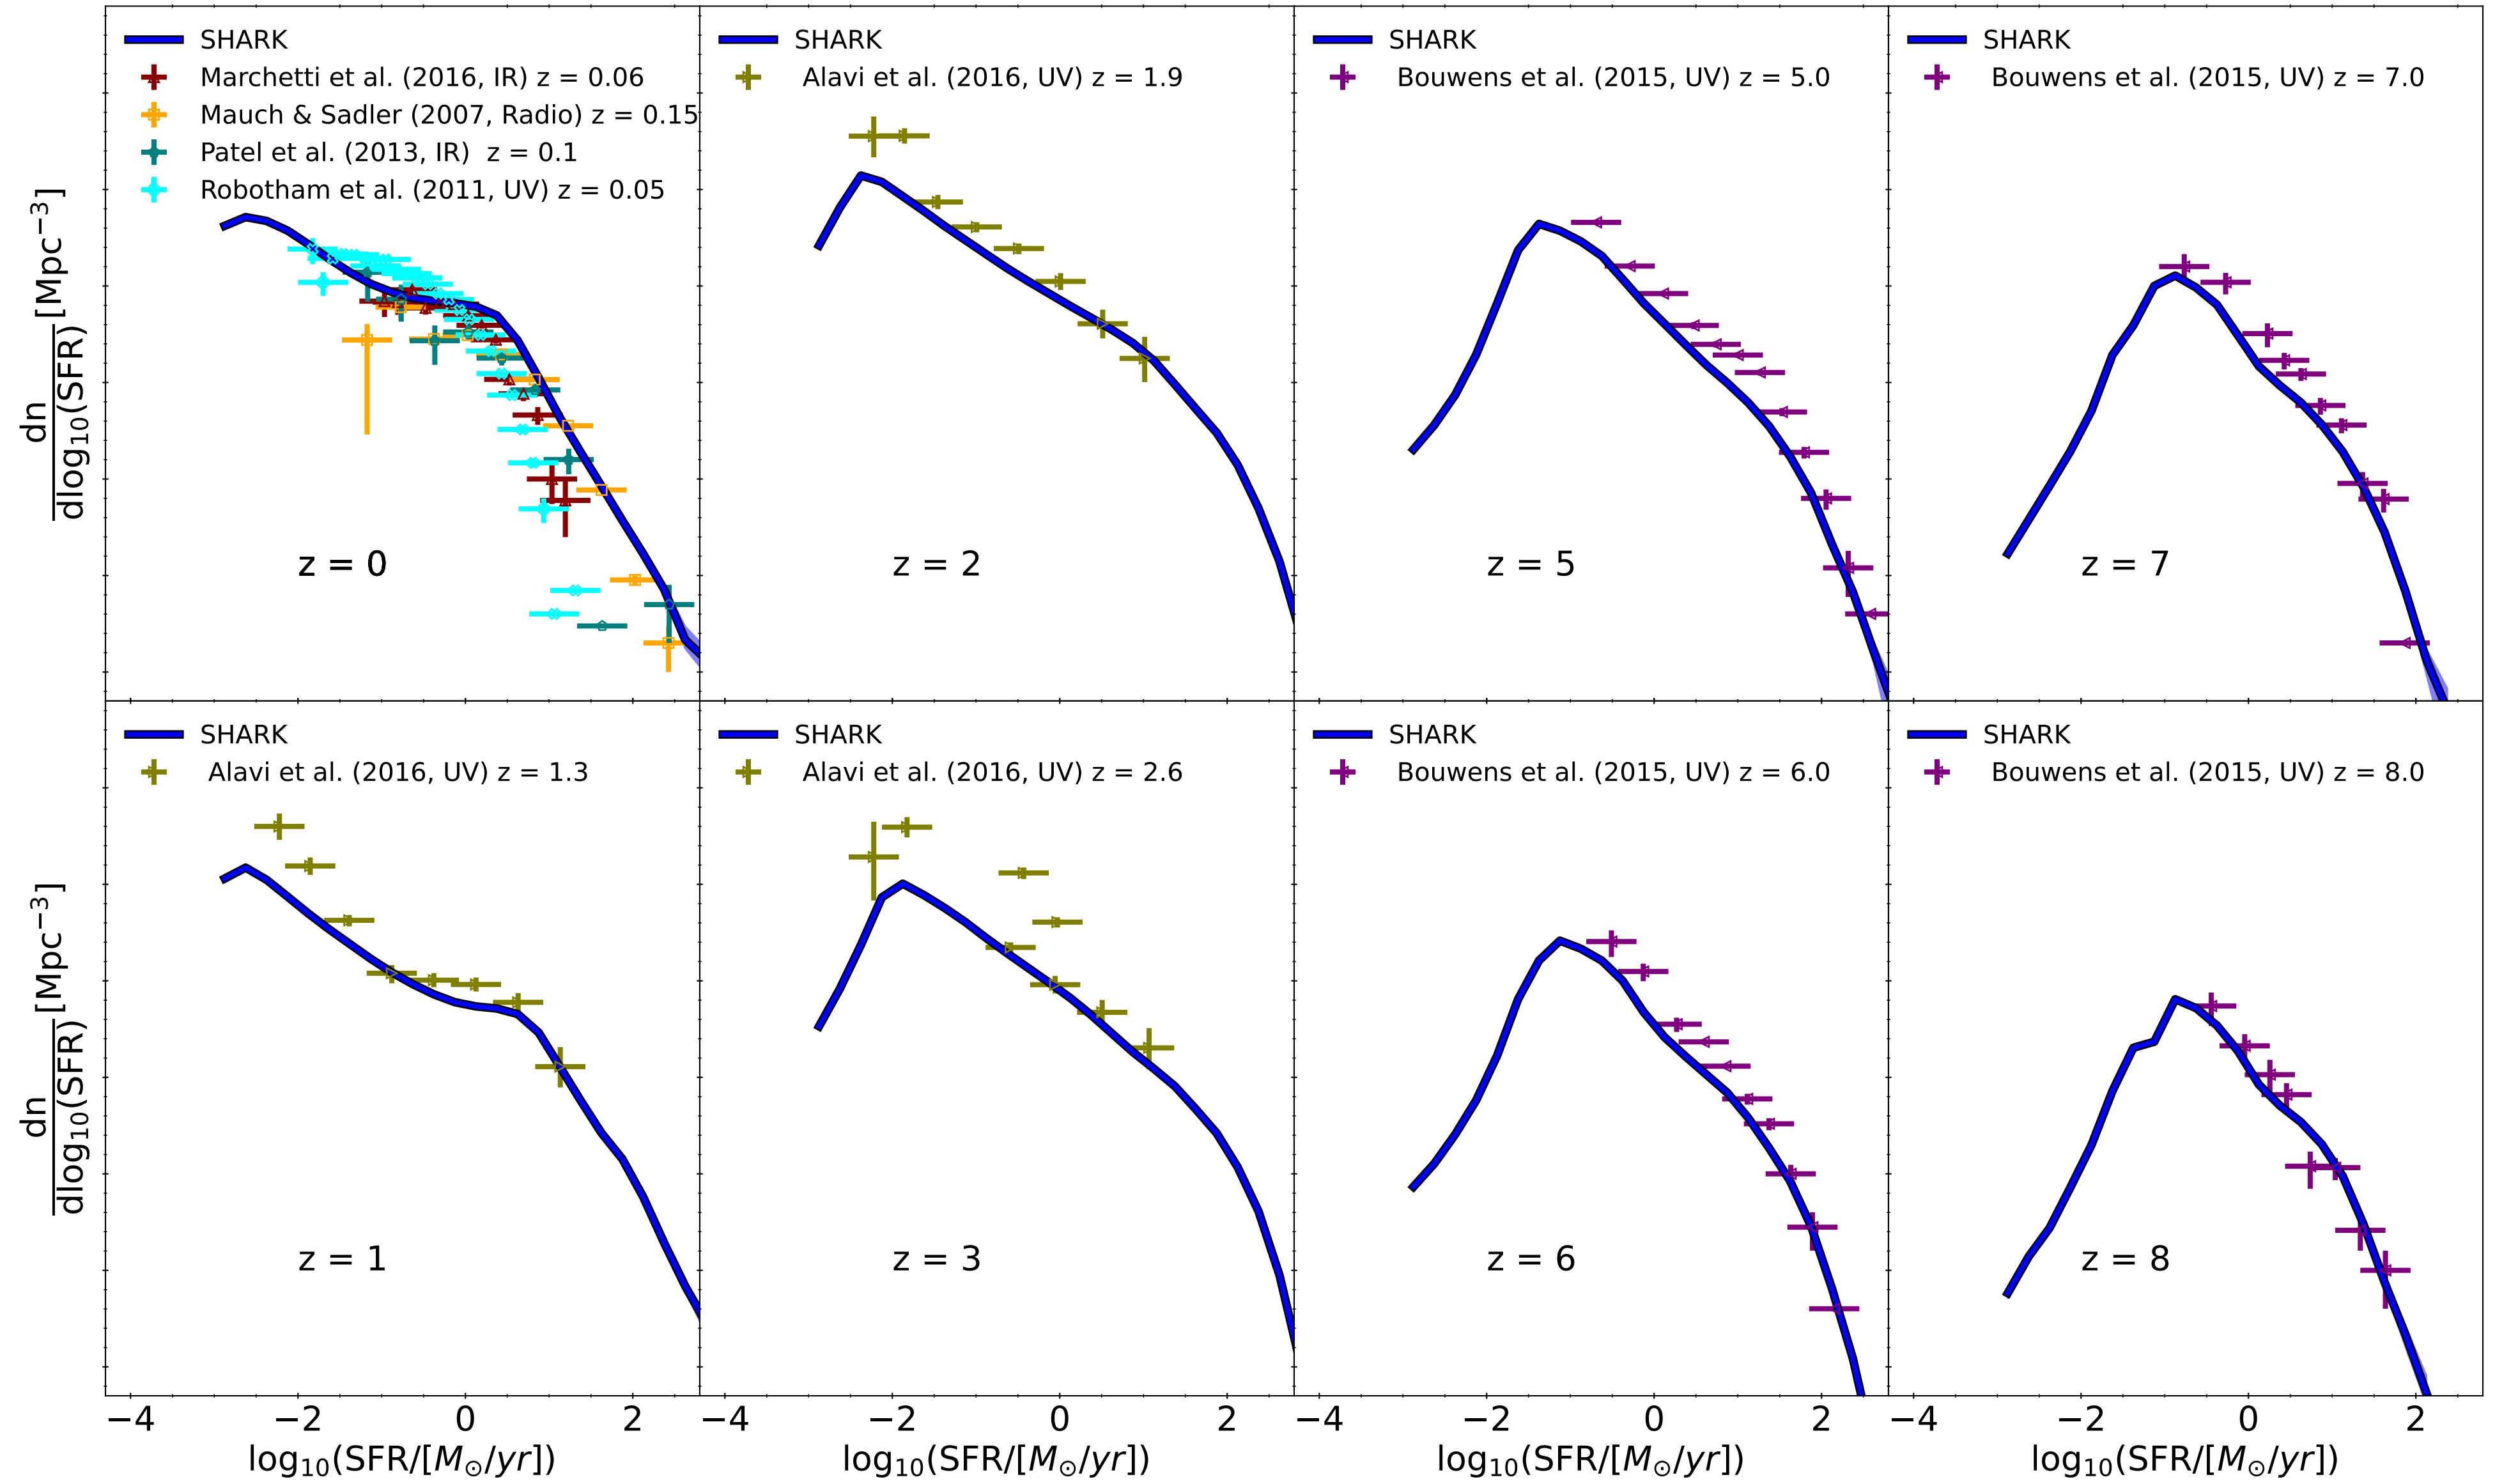 SHARK
Marchetti et al. (2016, IR) z = 0.06
Mauch & Sadler (2007, Radio) z = 0.15
Patel et al. (2013, IR) z = 0.1
Robotham et al. (2011, UV) z = 0.05
z = 0
SHARK
Alavi et al. (2016, UV) z = 1.9
z = 2
SHARK
Bouwens et al. (2015, UV) z = 5.0
z = 5
SHARK
Bouwens et al. (2015, UV) z = 7.0
z = 7
dn/dlog₁₀(SFR) [Mpc⁻³]
SHARK
Alavi et al. (2016, UV) z = 1.3
z = 1
SHARK
Alavi et al. (2016, UV) z = 2.6
z = 3
SHARK
Bouwens et al. (2015, UV) z = 6.0
z = 6
SHARK
Bouwens et al. (2015, UV) z = 8.0
z = 8
dn/dlog₁₀(SFR) [Mpc⁻³]
−4 −2 0 2 −4 −2 0 2 −4 −2 0 2 −4 −2 0 2
log₁₀(SFR/[M⊙/yr]) log₁₀(SFR/[M⊙/yr]) log₁₀(SFR/[M⊙/yr]) log₁₀(SFR/[M⊙/yr])